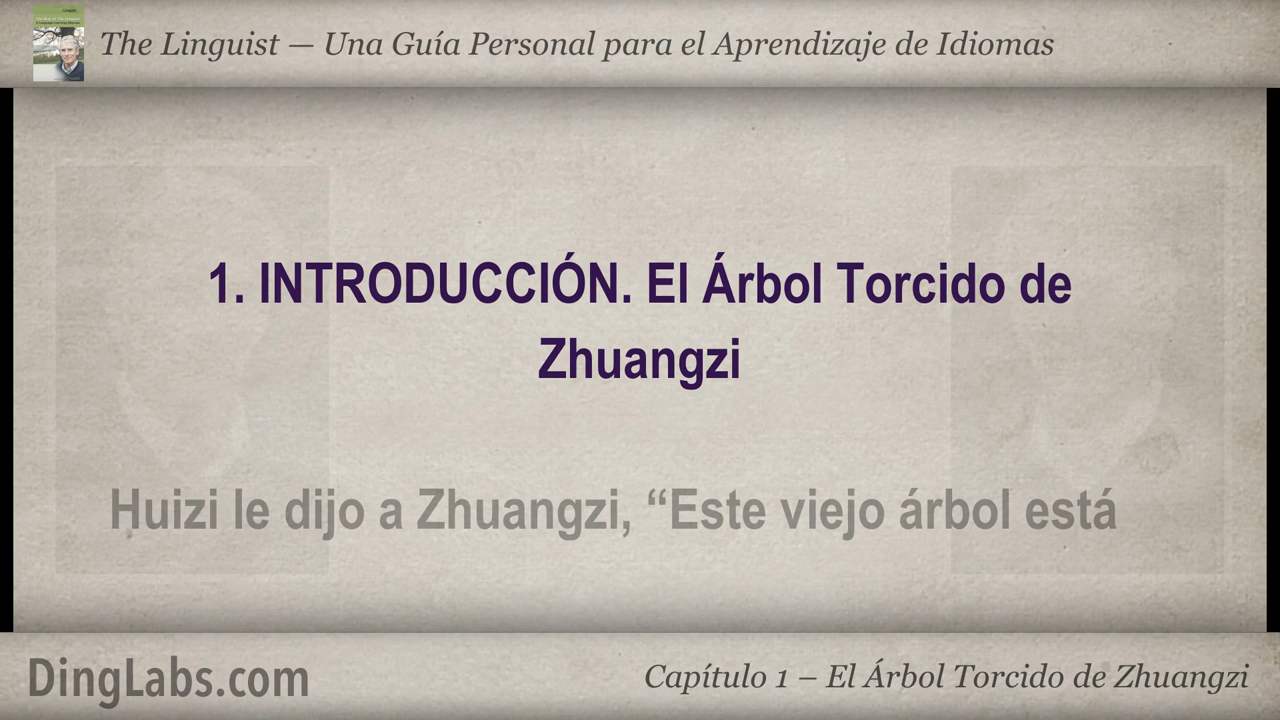 The Linguist — Una Guía Personal para el Aprendizaje de Idiomas
1. INTRODUCCIÓN. El Árbol Torcido de
Zhuangzi
Huizi le dijo a Zhuangzi, “Este viejo árbol está
DingLabs.com
Capítulo 1 – El Árbol Torcido de Zhuangzi